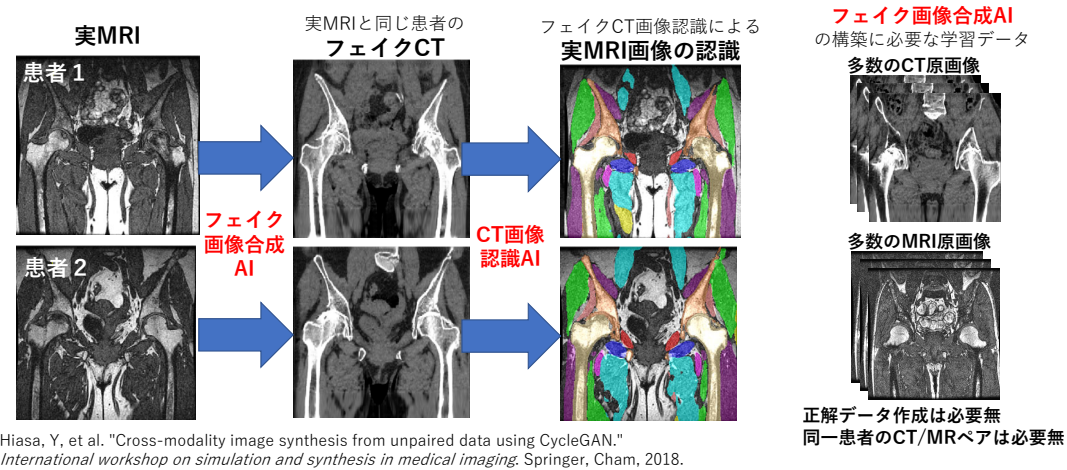 実MRI
患者１
患者２
フェイク
画像合成
AI
実MRIと同じ患者の
フェイクCT
CT画像
認識AI
フェイクCT画像認識による
実MRI画像の認識
フェイク画像合成AI
の構築に必要な学習データ
多数のCT原画像
多数のMRI原画像
正解データ作成は必要無
同一患者のCT/MRペアは必要無
Hiasa, Y, et al. "Cross-modality image synthesis from unpaired data using CycleGAN."
International workshop on simulation and synthesis in medical imaging. Springer, Cham, 2018.